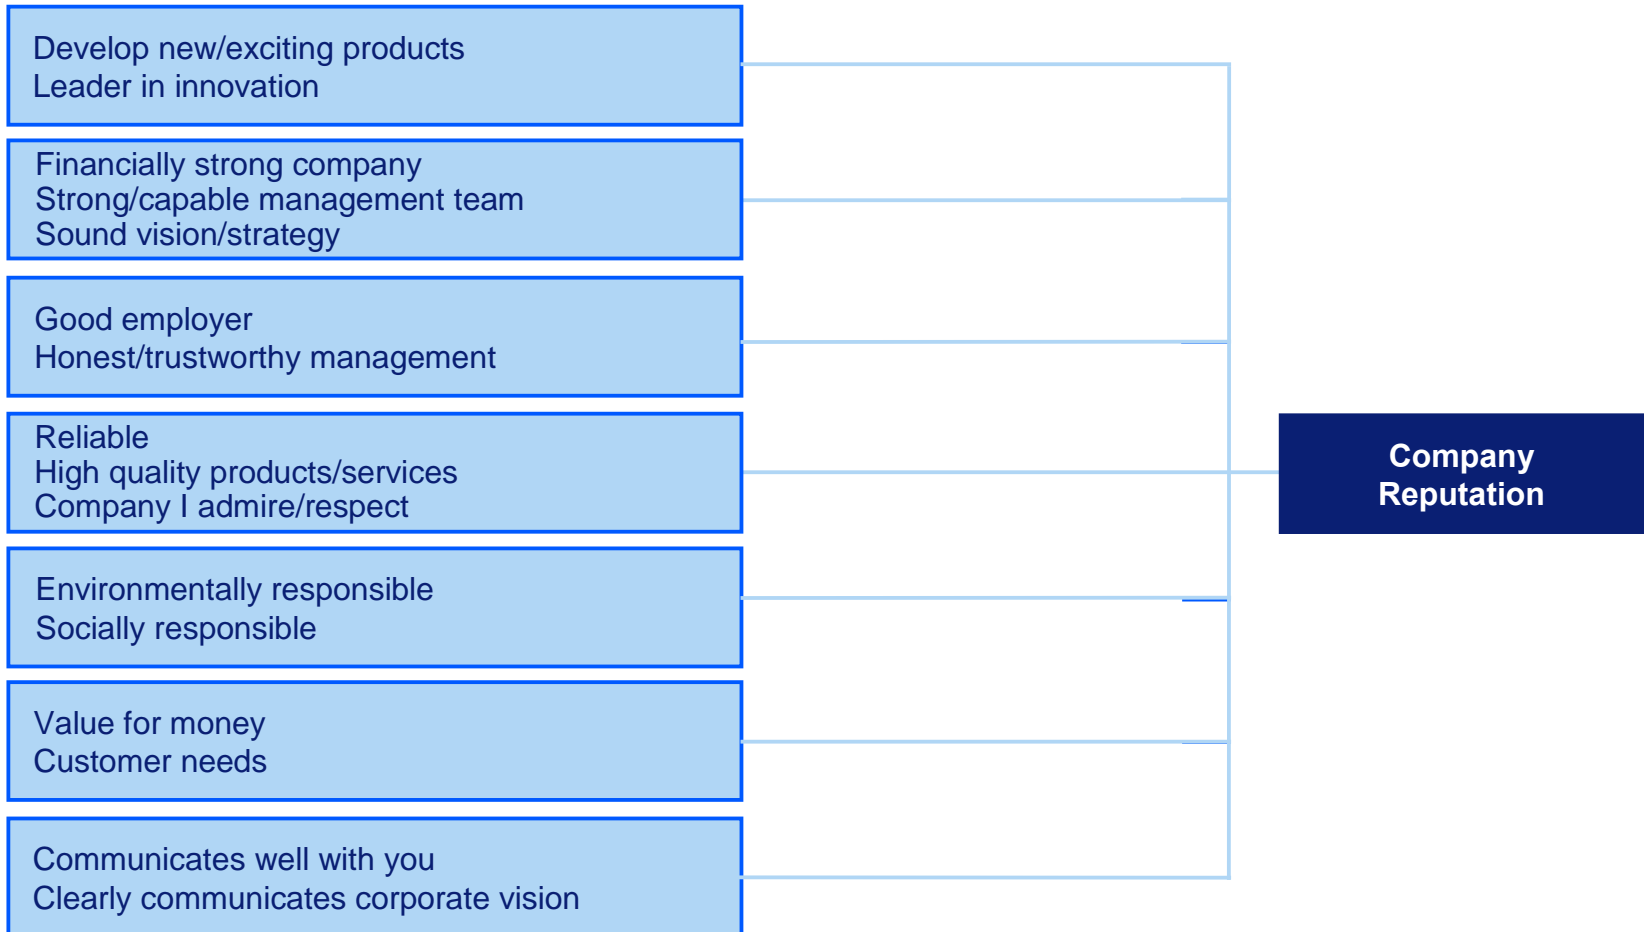 Develop new/exciting products
Leader in innovation
Financially strong company
Strong/capable management team
Sound vision/strategy
Good employer
Honest/trustworthy management
Reliable
High quality products/services
Company I admire/respect
Environmentally responsible
Socially responsible
Value for money
Customer needs
Communicates well with you
Clearly communicates corporate vision
Company
Reputation